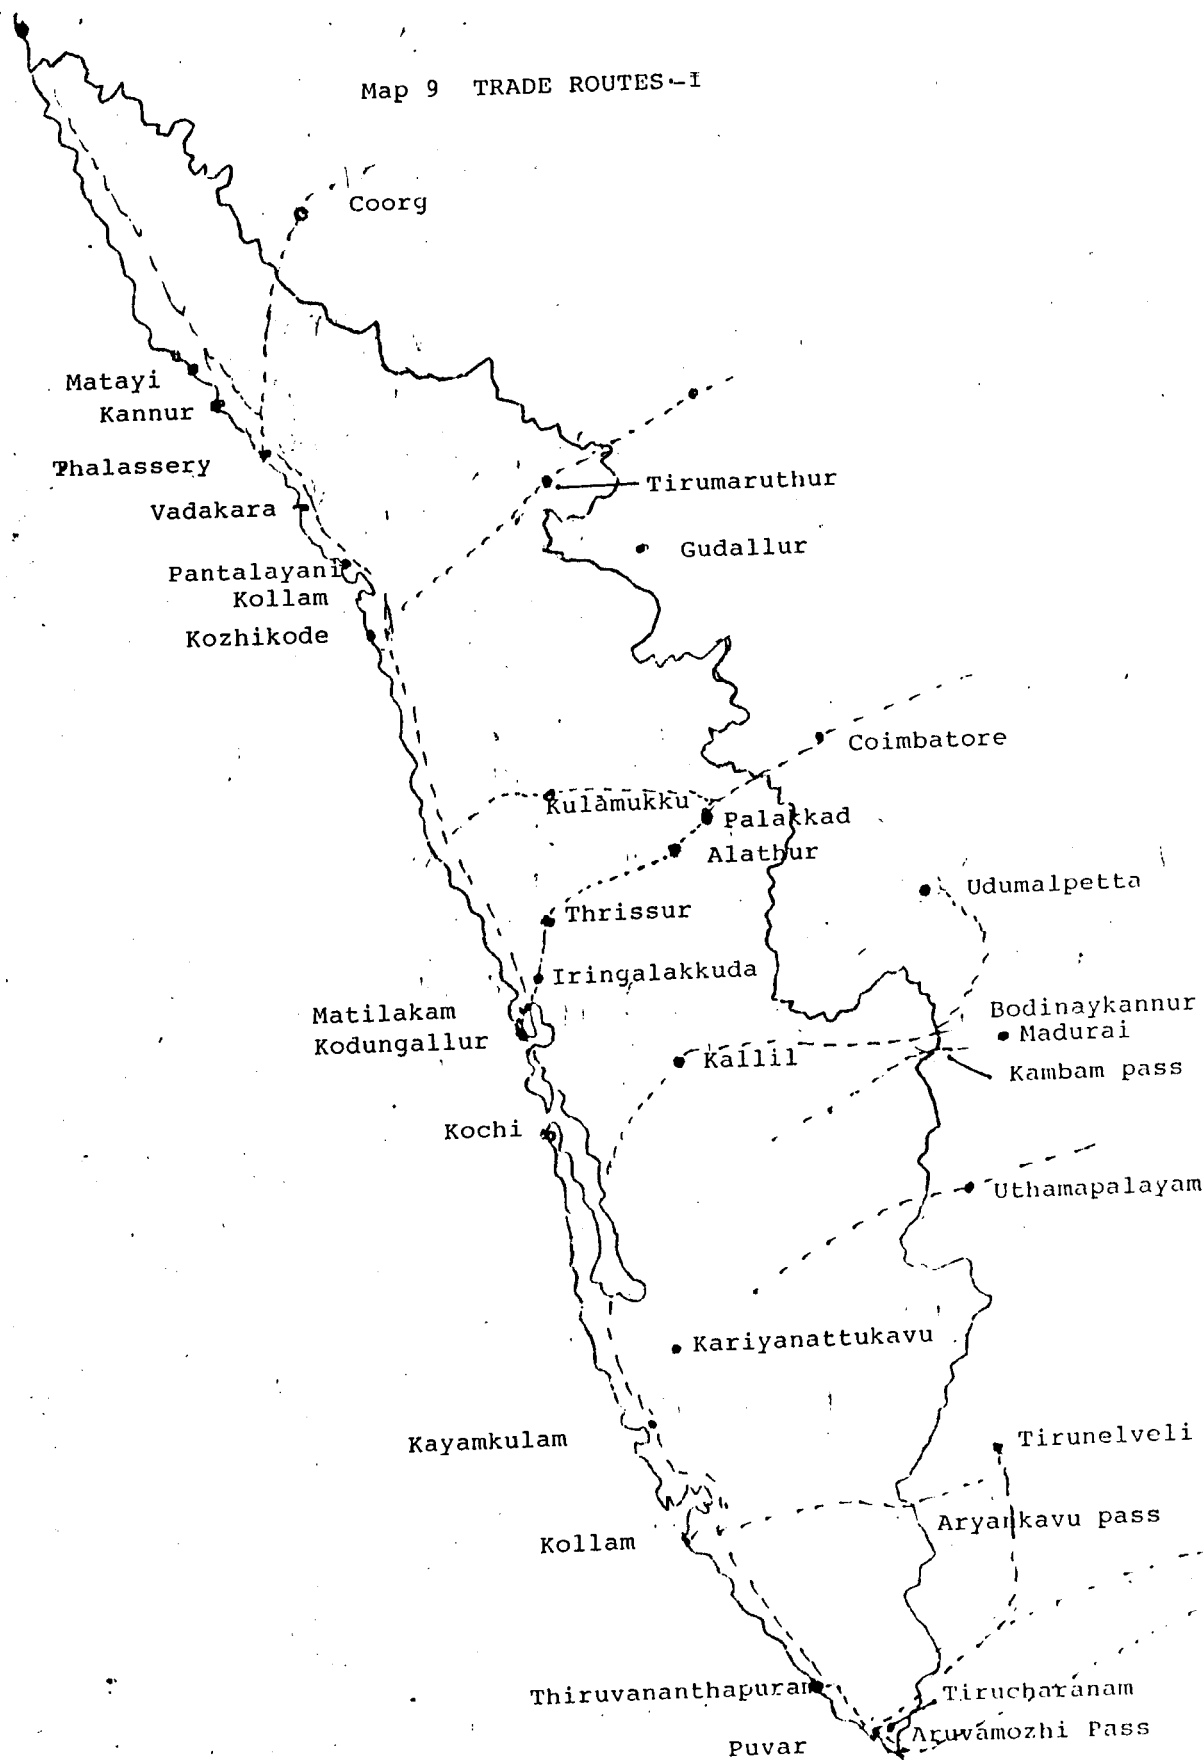 Map 9 TRADE ROUTES-I
Coorg
Matayi
Kannur
Thalassery
Tirumaruthur
Vadakara
Gudallur
Pantalayani
Kollam
Kozhikode
Coimbatore
Kulamukku
Palakkad
Alathur
Udumalpetta
Thrissur
Iringalakkuda
Matilakam
Kodungallur
Bodinaykannur
Madurai
Kailil
Kambam pass
Kochi
Uthamapalayam
Kariyanattukavu
Kayamkulam
Tirunelveli
Aryankavu pass
Kollam
Thiruvananthapuram
Tirucharanam
Aruvamozhi Pass
Puvar